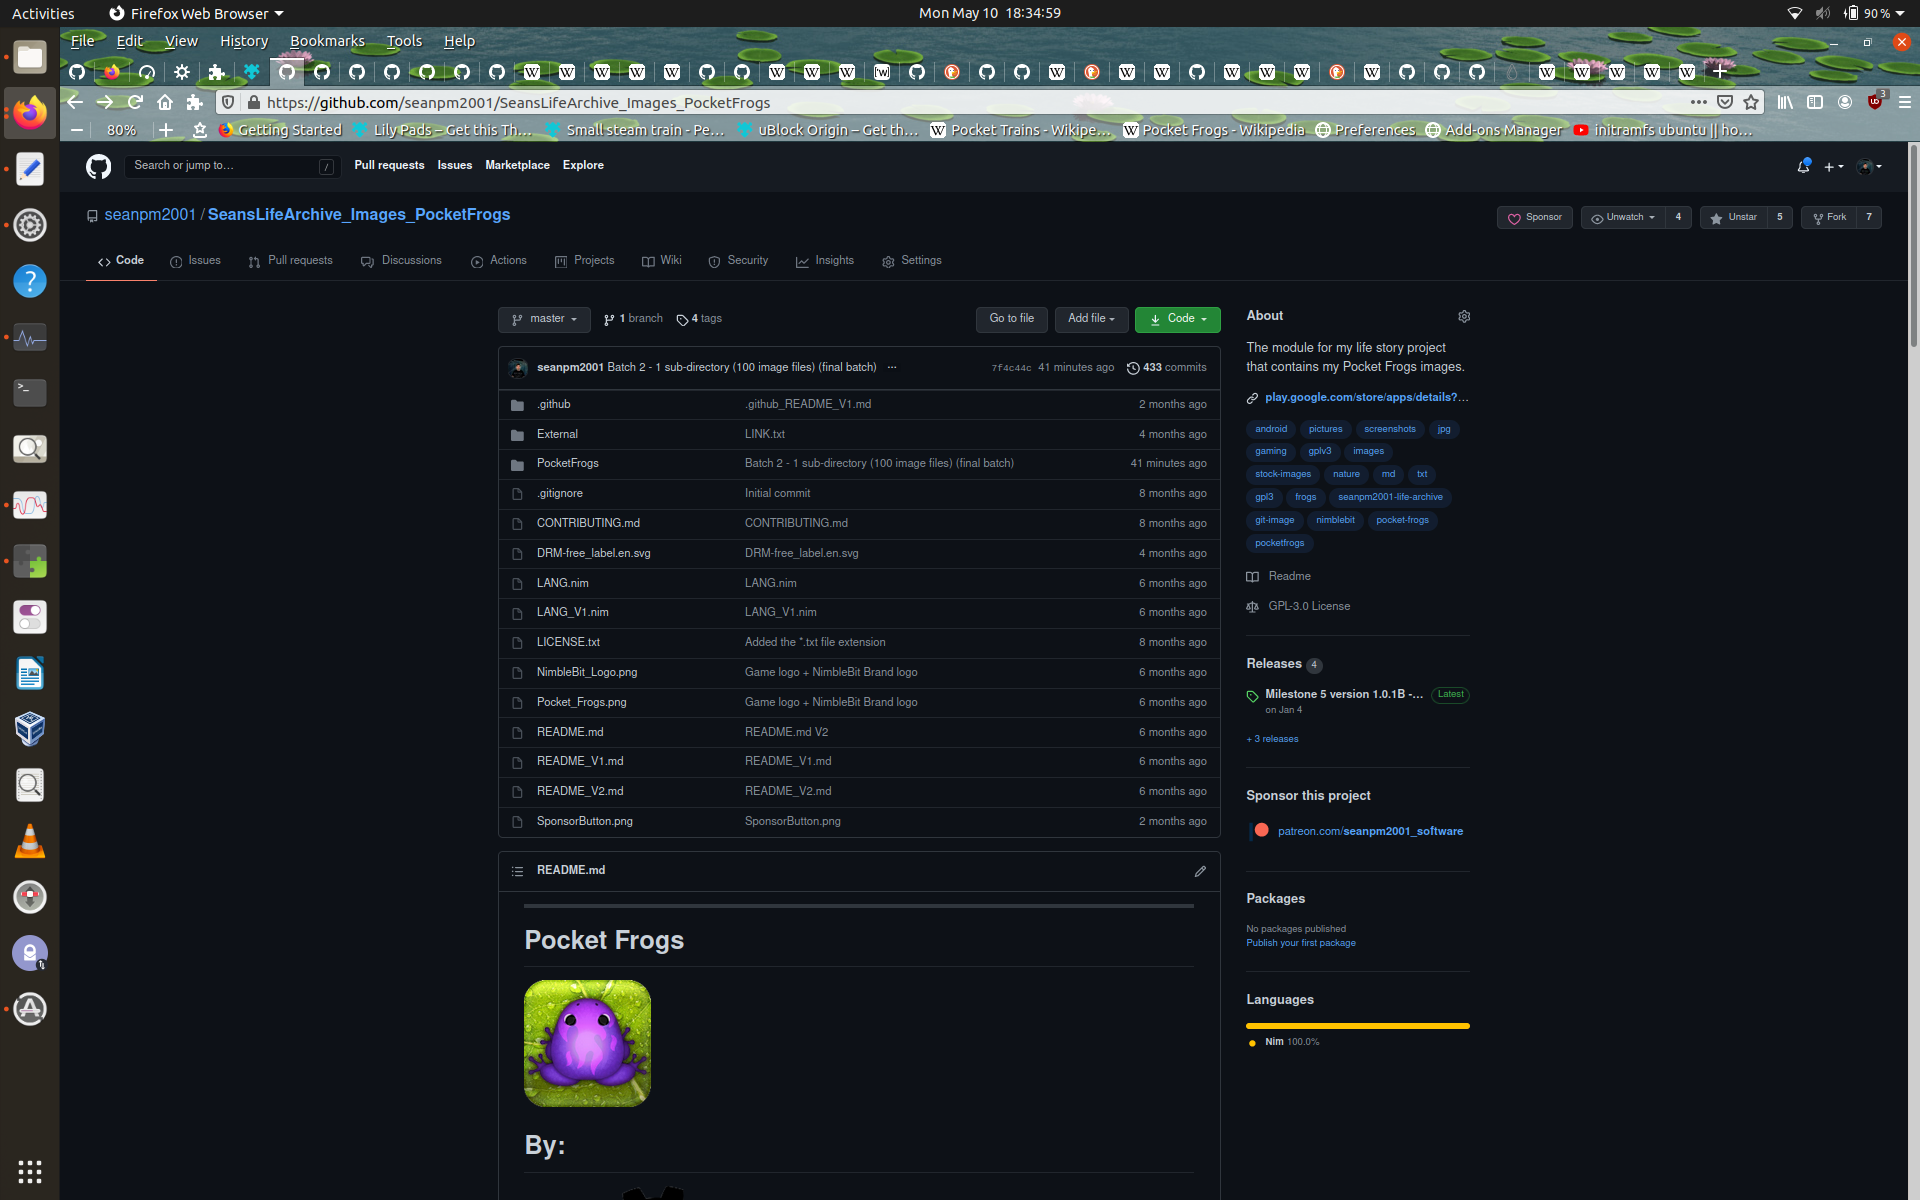 Activities
Firefox Web Browser
Mon May 10 18:34:59
90 %
File Edit View History Bookmarks Tools Help
https://github.com/seanpm2001/SeansLifeArchive_Images_PocketFrogs
3
80%
Getting Started
Lily Pads – Get this Th…
Small steam train - Pe…
uBlock Origin – Get th…
Pocket Trains - Wikipe…
Pocket Frogs - Wikipedia
Preferences
Add-ons Manager
initramfs ubuntu || ho…
Search or jump to…
/
Pull requests Issues Marketplace Explore
seanpm2001 / SeansLifeArchive_Images_PocketFrogs
Sponsor
Unwatch 4
Unstar 5
Fork 7
Code
Issues
Pull requests
Discussions
Actions
Projects
Wiki
Security
Insights
Settings
master
1 branch
4 tags
Go to file
Add file
Code
seanpm2001 Batch 2 - 1 sub-directory (100 image files) (final batch) …
7f4c44c 41 minutes ago
433 commits
.github .github_README_V1.md 2 months ago
External LINK.txt 4 months ago
PocketFrogs Batch 2 - 1 sub-directory (100 image files) (final batch) 41 minutes ago
.gitignore Initial commit 8 months ago
CONTRIBUTING.md CONTRIBUTING.md 8 months ago
DRM-free_label.en.svg DRM-free_label.en.svg 4 months ago
LANG.nim LANG.nim 6 months ago
LANG_V1.nim LANG_V1.nim 6 months ago
LICENSE.txt Added the *.txt file extension 8 months ago
NimbleBit_Logo.png Game logo + NimbleBit Brand logo 6 months ago
Pocket_Frogs.png Game logo + NimbleBit Brand logo 6 months ago
README.md README.md V2 6 months ago
README_V1.md README_V1.md 6 months ago
README_V2.md README_V2.md 6 months ago
SponsorButton.png SponsorButton.png 2 months ago
README.md
Pocket Frogs
By:
About
The module for my life story project
that contains my Pocket Frogs images.
play.google.com/store/apps/details?…
android pictures screenshots jpg
gaming gplv3 images
stock-images nature md txt
gpl3 frogs seanpm2001-life-archive
git-image nimblebit pocket-frogs
pocketfrogs
Readme
GPL-3.0 License
Releases 4
Milestone 5 version 1.0.1B -… Latest
on Jan 4
+ 3 releases
Sponsor this project
patreon.com/seanpm2001_software
Packages
No packages published
Publish your first package
Languages
Nim 100.0%